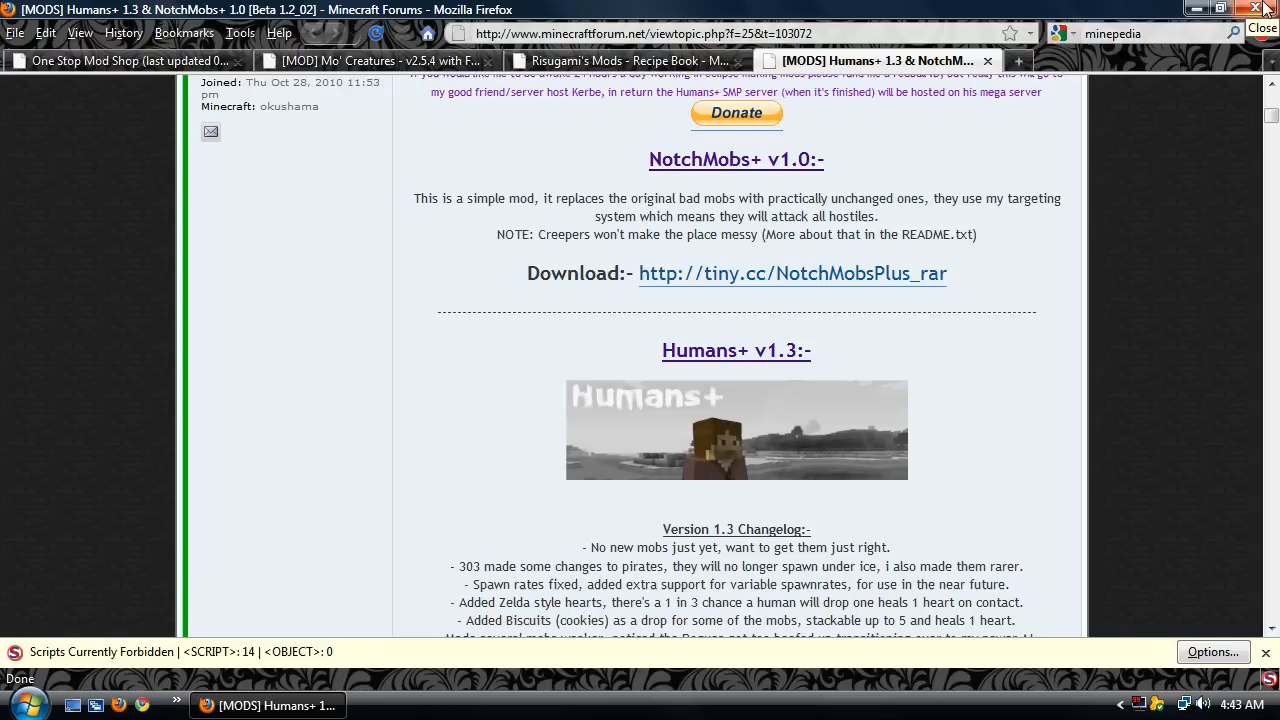 [MODS] Humans+ 1.3 & NotchMobs+ 1.0 [Beta 1.2_02] - Minecraft Forums - Mozilla Firefox
Close
File Edit View History Bookmarks Tools Help
http://www.minecraftforum.net/viewtopic.php?f=25&t=103072
minepedia
One Stop Mod Shop (last updated 0...
[MOD] Mo' Creatures - v2.5.4 with F...
Risugami's Mods - Recipe Book - M...
[MODS] Humans+ 1.3 & NotchM...
Joined: Thu Oct 28, 2010 11:53
pm
Minecraft: okushama
my good friend/server host Kerbe, in return the Humans+ SMP server (when it's finished) will be hosted on his mega server
Donate
NotchMobs+ v1.0:-
This is a simple mod, it replaces the original bad mobs with practically unchanged ones, they use my targeting
system which means they will attack all hostiles.
NOTE: Creepers won't make the place messy (More about that in the README.txt)
Download:- http://tiny.cc/NotchMobsPlus_rar
Humans+ v1.3:-
Humans+
Version 1.3 Changelog:-
- No new mobs just yet, want to get them just right.
- 303 made some changes to pirates, they will no longer spawn under ice, i also made them rarer.
- Spawn rates fixed, added extra support for variable spawnrates, for use in the near future.
- Added Zelda style hearts, there's a 1 in 3 chance a human will drop one heals 1 heart on contact.
- Added Biscuits (cookies) as a drop for some of the mobs, stackable up to 5 and heals 1 heart.
Scripts Currently Forbidden | <SCRIPT>: 14 | <OBJECT>: 0
Options...
Done
[MODS] Humans+ 1...
4:43 AM